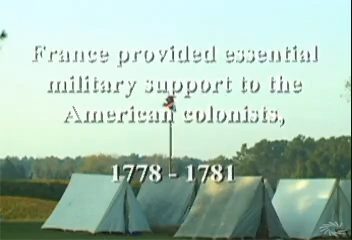 France provided essential
military support to the
American colonists,
1778 - 1781